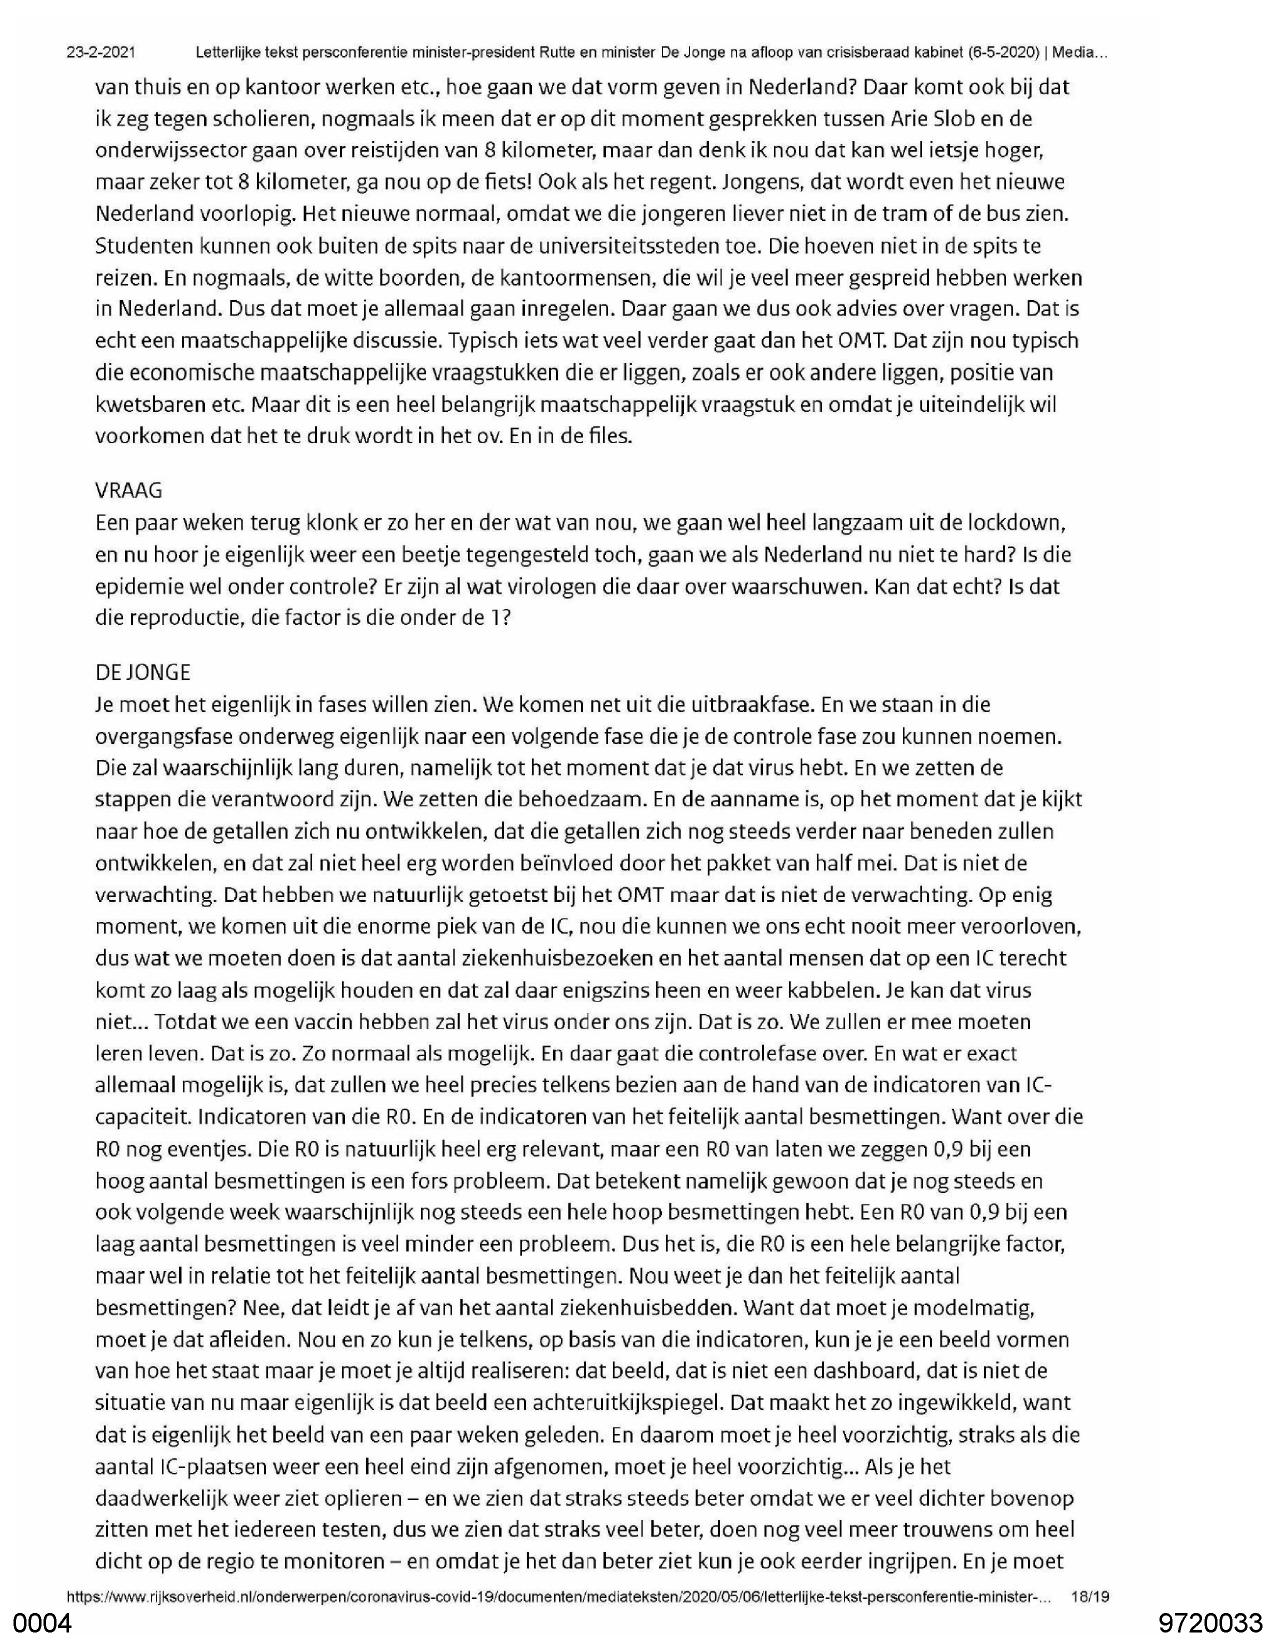 23-2-2021 Letterlijke tekst persconferentie minister-president Rutte en minister De Jonge na afloop van crisisberaad kabinet (6-5-2020) | Media...
van thuis en op kantoor werken etc., hoe gaan we dat vorm geven in Nederland? Daar komt ook bij dat
ik zeg tegen scholieren, nogmaals ik meen dat er op dit moment gesprekken tussen Arie Slob en de
onderwijssector gaan over reistijden van 8 kilometer, maar dan denk ik nou dat kan wel ietsje hoger,
maar zeker tot 8 kilometer, ga nou op de fiets! Ook als het regent. Jongens, dat wordt even het nieuwe
Nederland voorlopig. Het nieuwe normaal, omdat we die jongeren liever niet in de tram of de bus zien.
Studenten kunnen ook buiten de spits naar de universiteitssteden toe. Die hoeven niet in de spits te
reizen. En nogmaals, de witte boorden, de kantoormensen, die wil je veel meer gespreid hebben werken
in Nederland. Dus dat moet je allemaal gaan inregelen. Daar gaan we dus ook advies over vragen. Dat is
echt een maatschappelijke discussie. Typisch iets wat veel verder gaat dan het OMT. Dat zijn nou typisch
die economische maatschappelijke vraagstukken die er liggen, zoals er ook andere liggen, positie van
kwetsbaren etc. Maar dit is een heel belangrijk maatschappelijk vraagstuk en omdat je uiteindelijk wil
voorkomen dat het te druk wordt in het ov. En in de files.
VRAAG
Een paar weken terug klonk er zo her en der wat van nou, we gaan wel heel langzaam uit de lockdown,
en nu hoor je eigenlijk weer een beetje tegengesteld toch, gaan we als Nederland nu niet te hard? Is die
epidemie wel onder controle? Er zijn al wat virologen die daar over waarschuwen. Kan dat echt? Is dat
die reproductie, die factor is die onder de 1?
DE JONGE
Je moet het eigenlijk in fases willen zien. We komen net uit die uitbraakfase. En we staan in die
overgangsfase onderweg eigenlijk naar een volgende fase die je de controle fase zou kunnen noemen.
Die zal waarschijnlijk lang duren, namelijk tot het moment dat je dat virus hebt. En we zetten de
stappen die verantwoord zijn. We zetten die behoedzaam. En de aanname is, op het moment dat je kijkt
naar hoe de getallen zich nu ontwikkelen, dat die getallen zich nog steeds verder naar beneden zullen
ontwikkelen, en dat zal niet heel erg worden beïnvloed door het pakket van half mei. Dat is niet de
verwachting. Dat hebben we natuurlijk getoetst bij het OMT maar dat is niet de verwachting. Op enig
moment, we komen uit die enorme piek van de IC, nou die kunnen we ons echt nooit meer veroorloven,
dus wat we moeten doen is dat aantal ziekenhuisbezoeken en het aantal mensen dat op een IC terecht
komt zo laag als mogelijk houden en dat zal daar enigszins heen en weer kabbelen. Je kan dat virus
niet... Totdat we een vaccin hebben zal het virus onder ons zijn. Dat is zo. We zullen er mee moeten
leren leven. Dat is zo. Zo normaal als mogelijk. En daar gaat die controlefase over. En wat er exact
allemaal mogelijk is, dat zullen we heel precies telkens bezien aan de hand van de indicatoren van IC-
capaciteit. Indicatoren van die R0. En de indicatoren van het feitelijk aantal besmettingen. Want over die
R0 nog eventjes. Die R0 is natuurlijk heel erg relevant, maar een R0 van laten we zeggen 0,9 bij een
hoog aantal besmettingen is een fors probleem. Dat betekent namelijk gewoon dat je nog steeds en
ook volgende week waarschijnlijk nog steeds een hele hoop besmettingen hebt. Een R0 van 0,9 bij een
laag aantal besmettingen is veel minder een probleem. Dus het is, die R0 is een hele belangrijke factor,
maar wel in relatie tot het feitelijk aantal besmettingen. Nou weet je dan het feitelijk aantal
besmettingen? Nee, dat leidt je af van het aantal ziekenhuisbedden. Want dat moet je modelmatig,
moet je dat afleiden. Nou en zo kun je telkens, op basis van die indicatoren, kun je je een beeld vormen
van hoe het staat maar je moet je altijd realiseren: dat beeld, dat is niet een dashboard, dat is niet de
situatie van nu maar eigenlijk is dat beeld een achteruitkijkspiegel. Dat maakt het zo ingewikkeld, want
dat is eigenlijk het beeld van een paar weken geleden. En daarom moet je heel voorzichtig, straks als die
aantal IC-plaatsen weer een heel eind zijn afgenomen, moet je heel voorzichtig... Als je het
daadwerkelijk weer ziet oplieren – en we zien dat straks steeds beter omdat we er veel dichter bovenop
zitten met het iedereen testen, dus we zien dat straks veel beter, doen nog veel meer trouwens om heel
dicht op de regio te monitoren – en omdat je het dan beter ziet kun je ook eerder ingrijpen. En je moet
https://www.rijksoverheid.nl/onderwerpen/coronavirus-covid-19/documenten/mediateksten/2020/05/06/letterlijke-tekst-persconferentie-minister-... 18/19
0004 9720033